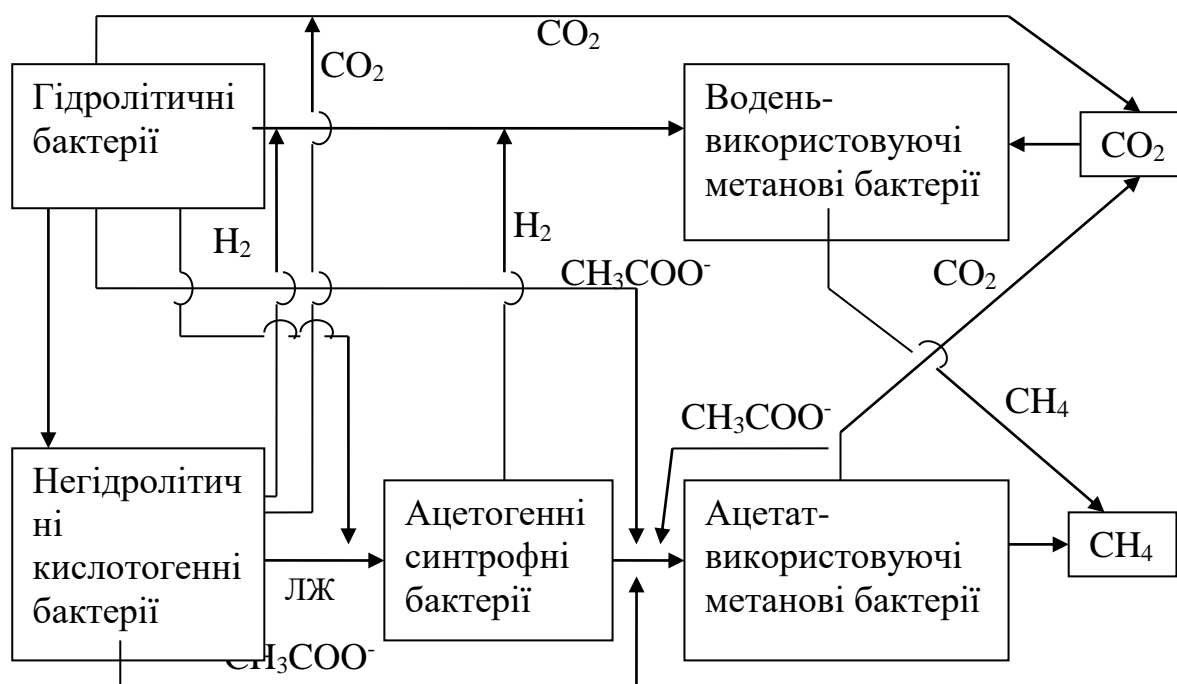 CO₂
CO₂
Гідролітичні
бактерії
Водень-
використовуючі
метанові бактерії
CO₂
H₂
H₂
CH₃COO⁻
CO₂
CH₄
CH₃COO⁻
Негідролітич
ні
кислотогенні
бактерії
ЛЖ
Ацетогенні
синтрофні
бактерії
Ацетат-
використовуючі
метанові бактерії
CH₄
CH₃COO⁻